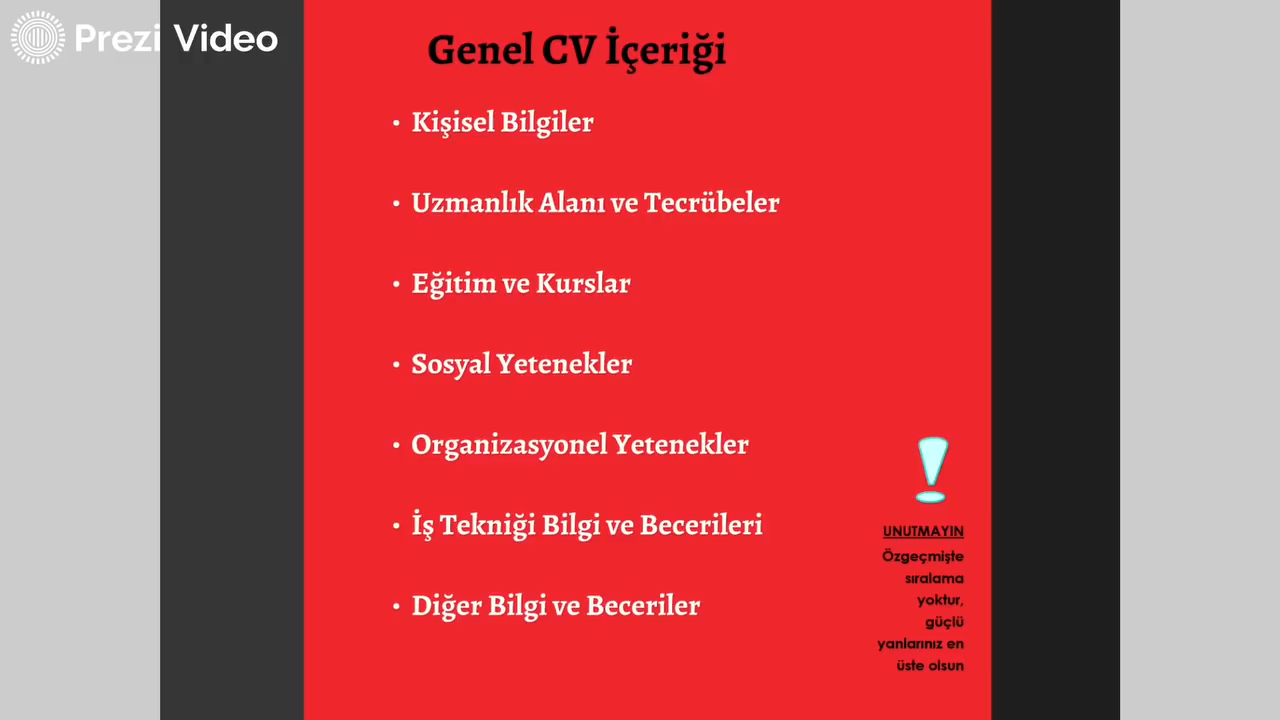 Prezi Video
Genel CV İçeriği
• Kişisel Bilgiler
• Uzmanlık Alanı ve Tecrübeler
• Eğitim ve Kurslar
• Sosyal Yetenekler
• Organizasyonel Yetenekler
• İş Tekniği Bilgi ve Becerileri
• Diğer Bilgi ve Beceriler
!
UNUTMAYIN
Özgeçmişte
sıralama
yoktur,
güçlü
yanlarınız en
üste olsun